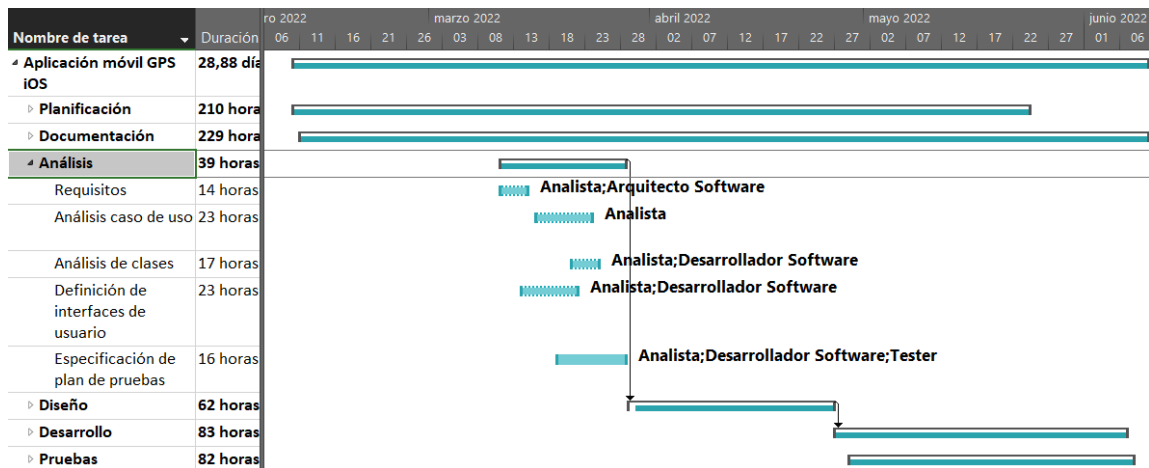 ro 2022 marzo 2022 abril 2022 mayo 2022 junio 2022
Nombre de tarea Duración 06 11 16 21 26 03 08 13 18 23 28 02 07 12 17 22 27 02 07 12 17 22 27 01 06
Aplicación móvil GPS 28,88 día
iOS
Planificación 210 hora
Documentación 229 hora
Análisis 39 horas
Requisitos 14 horas Analista;Arquitecto Software
Análisis caso de uso 23 horas Analista
Análisis de clases 17 horas Analista;Desarrollador Software
Definición de 23 horas Analista;Desarrollador Software
interfaces de
usuario
Especificación de 16 horas Analista;Desarrollador Software;Tester
plan de pruebas
Diseño 62 horas
Desarrollo 83 horas
Pruebas 82 horas